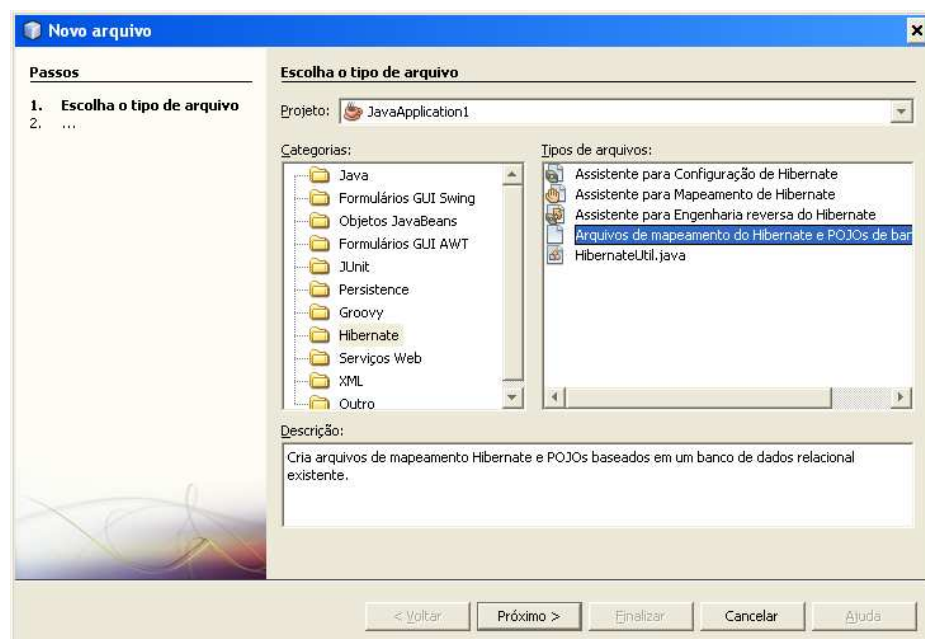 Novo arquivo
Passos
1. Escolha o tipo de arquivo
2. ...
Escolha o tipo de arquivo
Projeto: JavaApplication1
Categorias:
Java
Formulários GUI Swing
Objetos JavaBeans
Formulários GUI AWT
JUnit
Persistence
Groovy
Hibernate
Serviços Web
XML
Outro
Tipos de arquivos:
Assistente para Configuração de Hibernate
Assistente para Mapeamento de Hibernate
Assistente para Engenharia reversa do Hibernate
Arquivos de mapeamento do Hibernate e POJOs de ban
HibernateUtil.java
Descrição:
Cria arquivos de mapeamento Hibernate e POJOs baseados em um banco de dados relacional
existente.
< Voltar Próximo > Finalizar Cancelar Ajuda